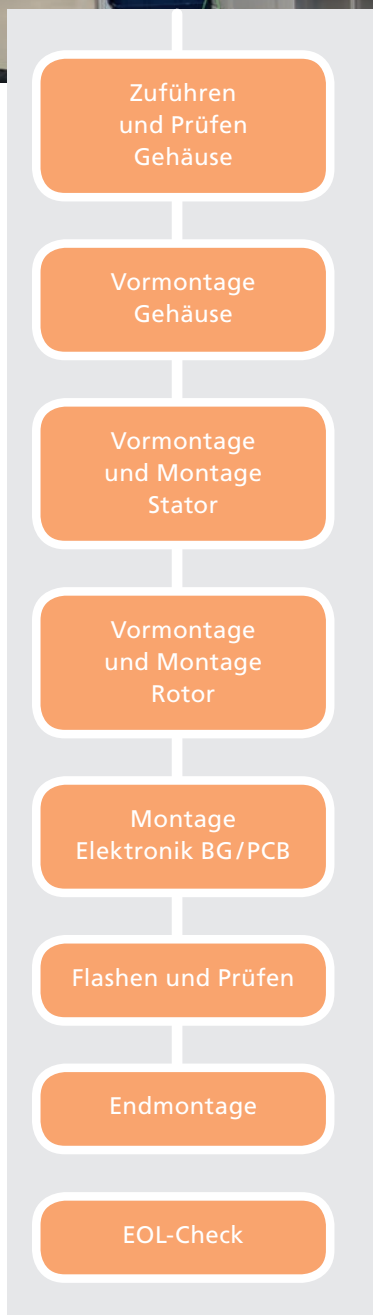 Zuführen
und Prüfen
Gehäuse
Vormontage
Gehäuse
Vormontage
und Montage
Stator
Vormontage
und Montage
Rotor
Montage
Elektronik BG/PCB
Flashen und Prüfen
Endmontage
EOL-Check